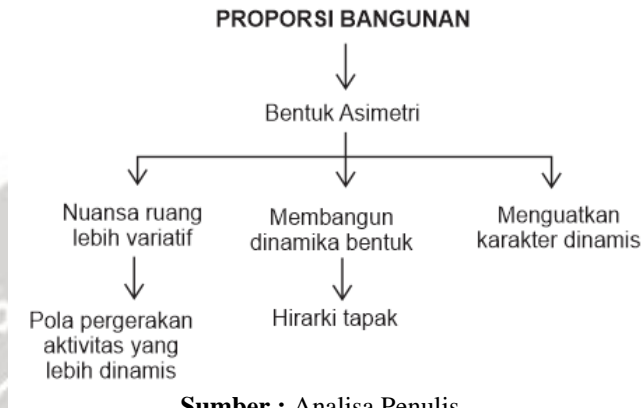 PROPORSI BANGUNAN
Bentuk Asimetri
Nuansa ruang
lebih variatif
Membangun
dinamika bentuk
Menguatkan
karakter dinamis
Pola pergerakan
aktivitas yang
lebih dinamis
Hirarki tapak
Sumber : Analisa Penulis